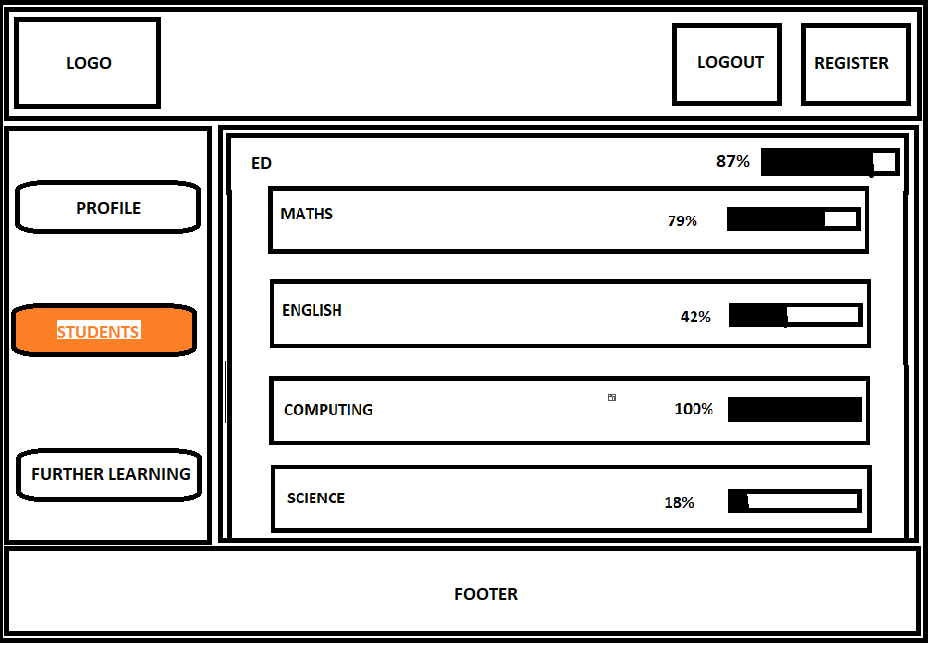 LOGO
LOGOUT
REGISTER
PROFILE
STUDENTS
FURTHER LEARNING
ED
87%
MATHS
79%
ENGLISH
42%
COMPUTING
100%
SCIENCE
18%
FOOTER